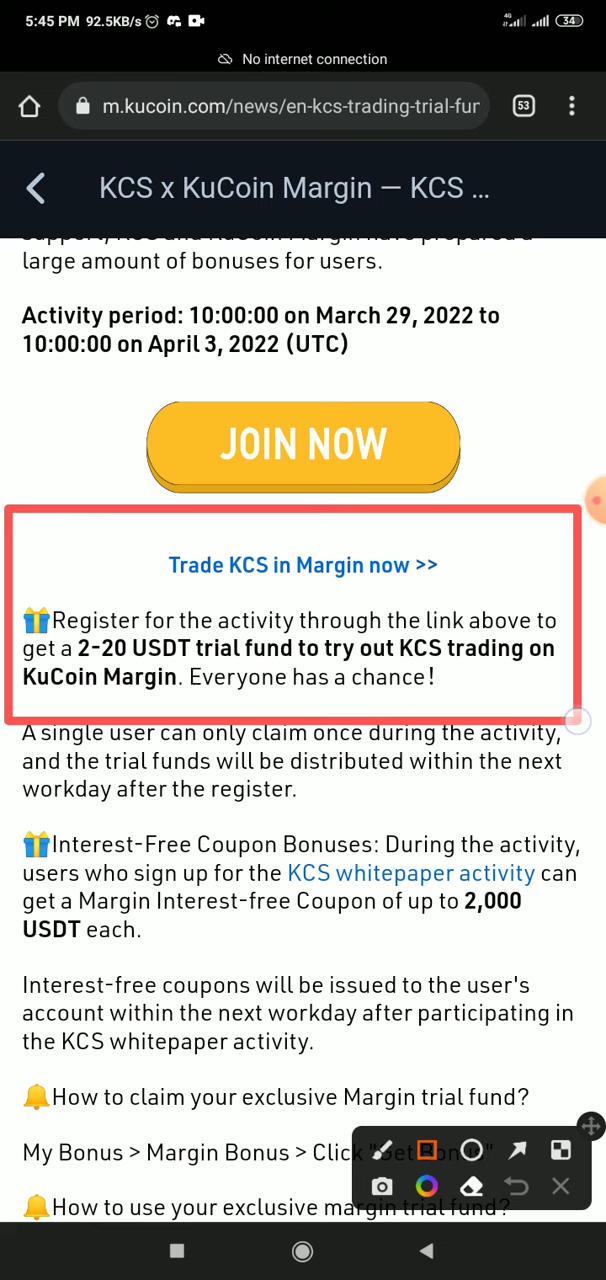 5:45 PM 92.5KB/s
4G
34
No internet connection
m.kucoin.com/news/en-kcs-trading-trial-fur
53
KCS x KuCoin Margin — KCS ...
large amount of bonuses for users.
Activity period: 10:00:00 on March 29, 2022 to
10:00:00 on April 3, 2022 (UTC)
JOIN NOW
Trade KCS in Margin now >>
Register for the activity through the link above to
get a 2-20 USDT trial fund to try out KCS trading on
KuCoin Margin. Everyone has a chance!
A single user can only claim once during the activity,
and the trial funds will be distributed within the next
workday after the register.
Interest-Free Coupon Bonuses: During the activity,
users who sign up for the KCS whitepaper activity can
get a Margin Interest-free Coupon of up to 2,000
USDT each.
Interest-free coupons will be issued to the user's
account within the next workday after participating in
the KCS whitepaper activity.
How to claim your exclusive Margin trial fund?
My Bonus > Margin Bonus > Click "Get Bonus"
How to use your exclusive margin trial fund?